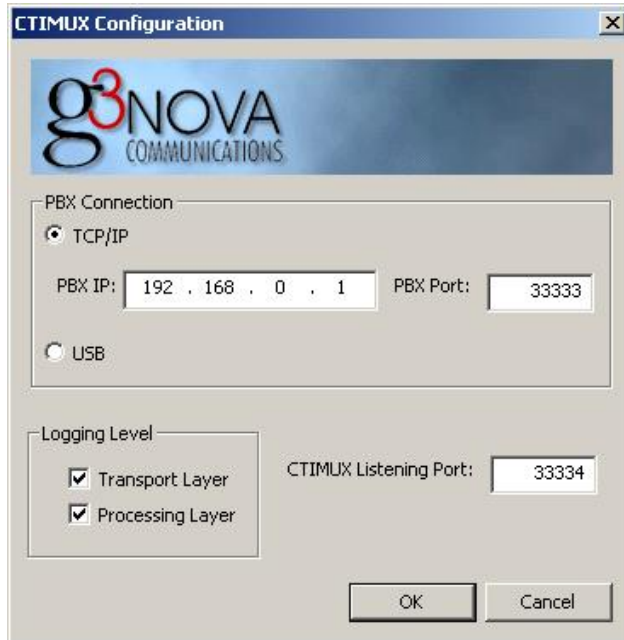 CTIMUX Configuration
g3NOVA
COMMUNICATIONS
PBX Connection
TCP/IP
PBX IP: 192 . 168 . 0 . 1 PBX Port: 33333
USB
Logging Level
Transport Layer
Processing Layer
CTIMUX Listening Port: 33334
OK Cancel